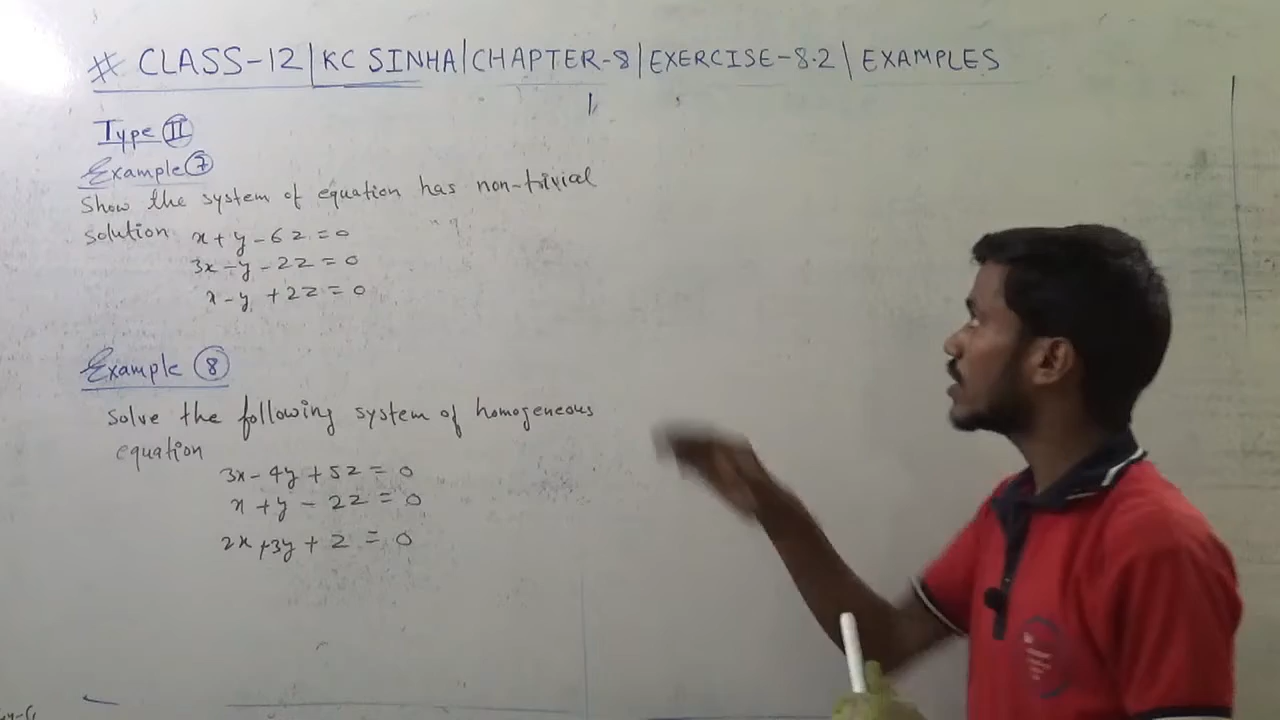 # CLASS-12 | KC SINHA | CHAPTER-8 | EXERCISE-8.2 | EXAMPLES
Type II
Example 7
Show the system of equation has non-trivial
solution x + y - 6z = 0
3x - y - 2z = 0
x - y + 2z = 0
Example 8
Solve the following system of homogeneous
equation
3x - 4y + 5z = 0
x + y - 2z = 0
2x + 3y + z = 0